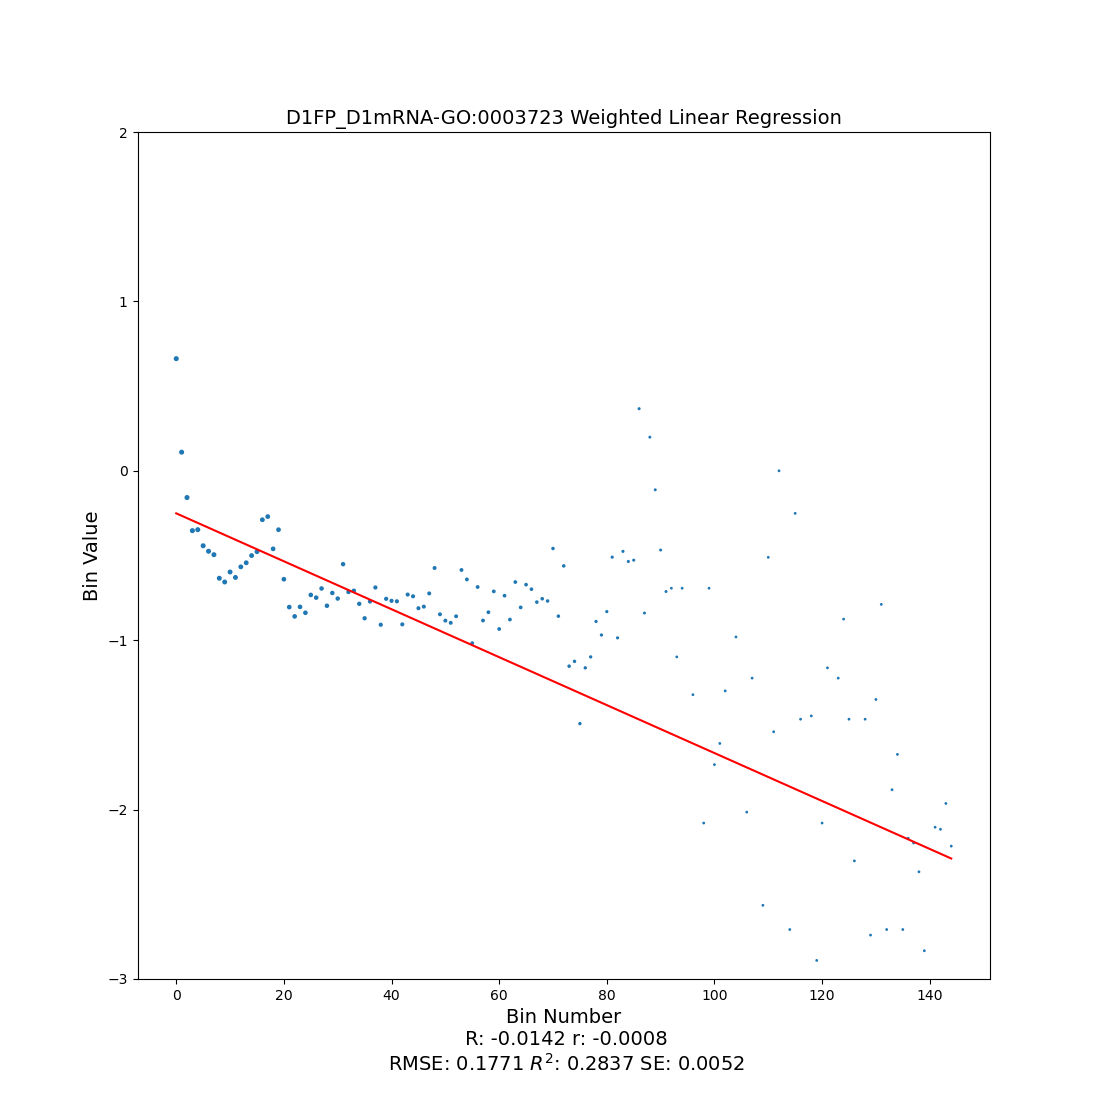 D1FP_D1mRNA-GO:0003723 Weighted Linear Regression
2
1
0
−1
−2
−3
Bin Value
0 20 40 60 80 100 120 140
Bin Number
R: -0.0142 r: -0.0008
RMSE: 0.1771 R²: 0.2837 SE: 0.0052